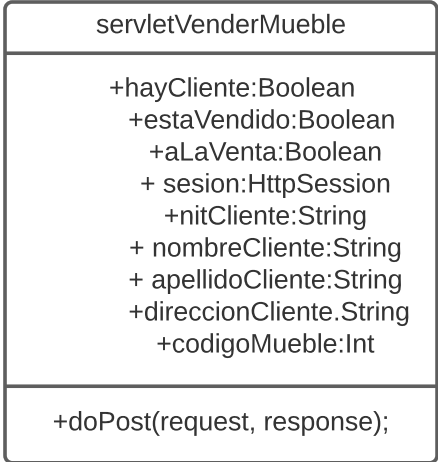 servletVenderMueble
+hayCliente:Boolean
+estaVendido:Boolean
+aLaVenta:Boolean
+ sesion:HttpSession
+nitCliente:String
+ nombreCliente:String
+ apellidoCliente:String
+direccionCliente.String
+codigoMueble:Int
+doPost(request, response);